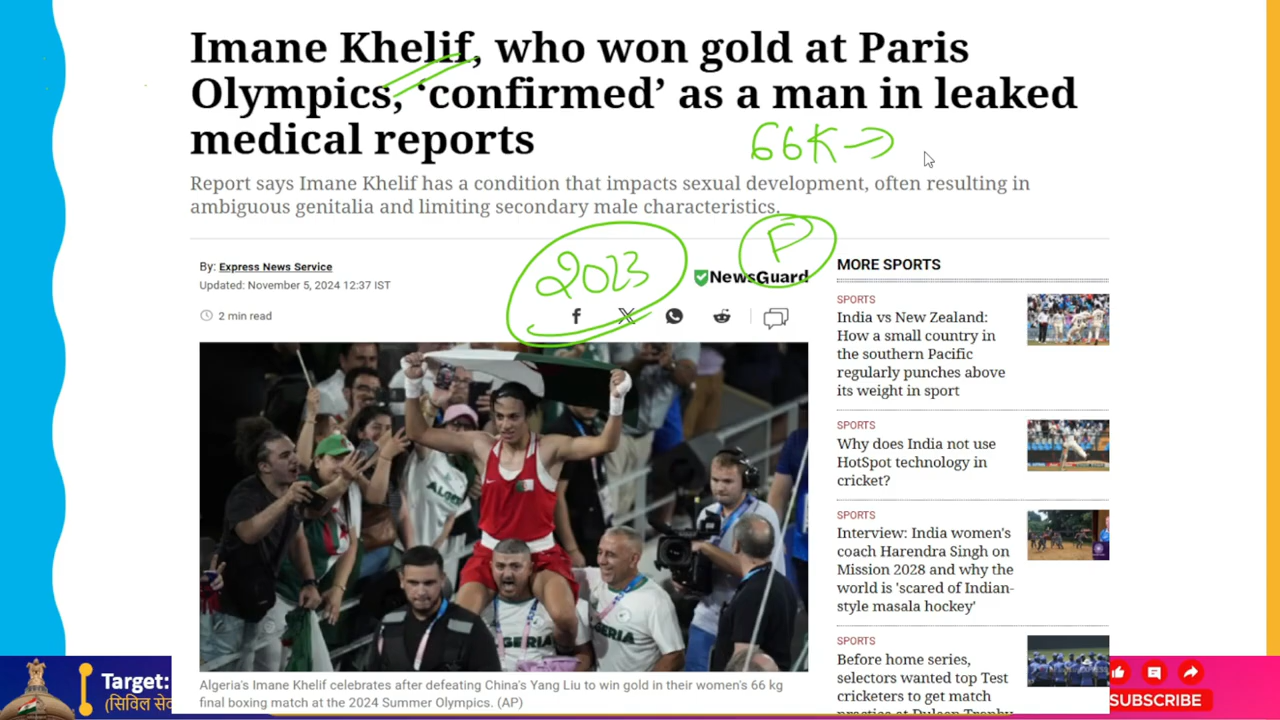 Imane Khelif, who won gold at Paris
Olympics, ‘confirmed’ as a man in leaked
medical reports
66K→
Report says Imane Khelif has a condition that impacts sexual development, often resulting in
ambiguous genitalia and limiting secondary male characteristics.
2023
P
By: Express News Service
Updated: November 5, 2024 12:37 IST
NewsGuard
2 min read
MORE SPORTS
SPORTS
India vs New Zealand:
How a small country in
the southern Pacific
regularly punches above
its weight in sport
SPORTS
Why does India not use
HotSpot technology in
cricket?
SPORTS
Interview: India women's
coach Harendra Singh on
Mission 2028 and why the
world is 'scared of Indian-
style masala hockey'
SPORTS
Before home series,
selectors wanted top Test
cricketers to get match
practice at Duleep Trophy
ALGERIA
Algeria's Imane Khelif celebrates after defeating China's Yang Liu to win gold in their women's 66 kg
final boxing match at the 2024 Summer Olympics. (AP)
Target:
(सिविल से
SUBSCRIBE